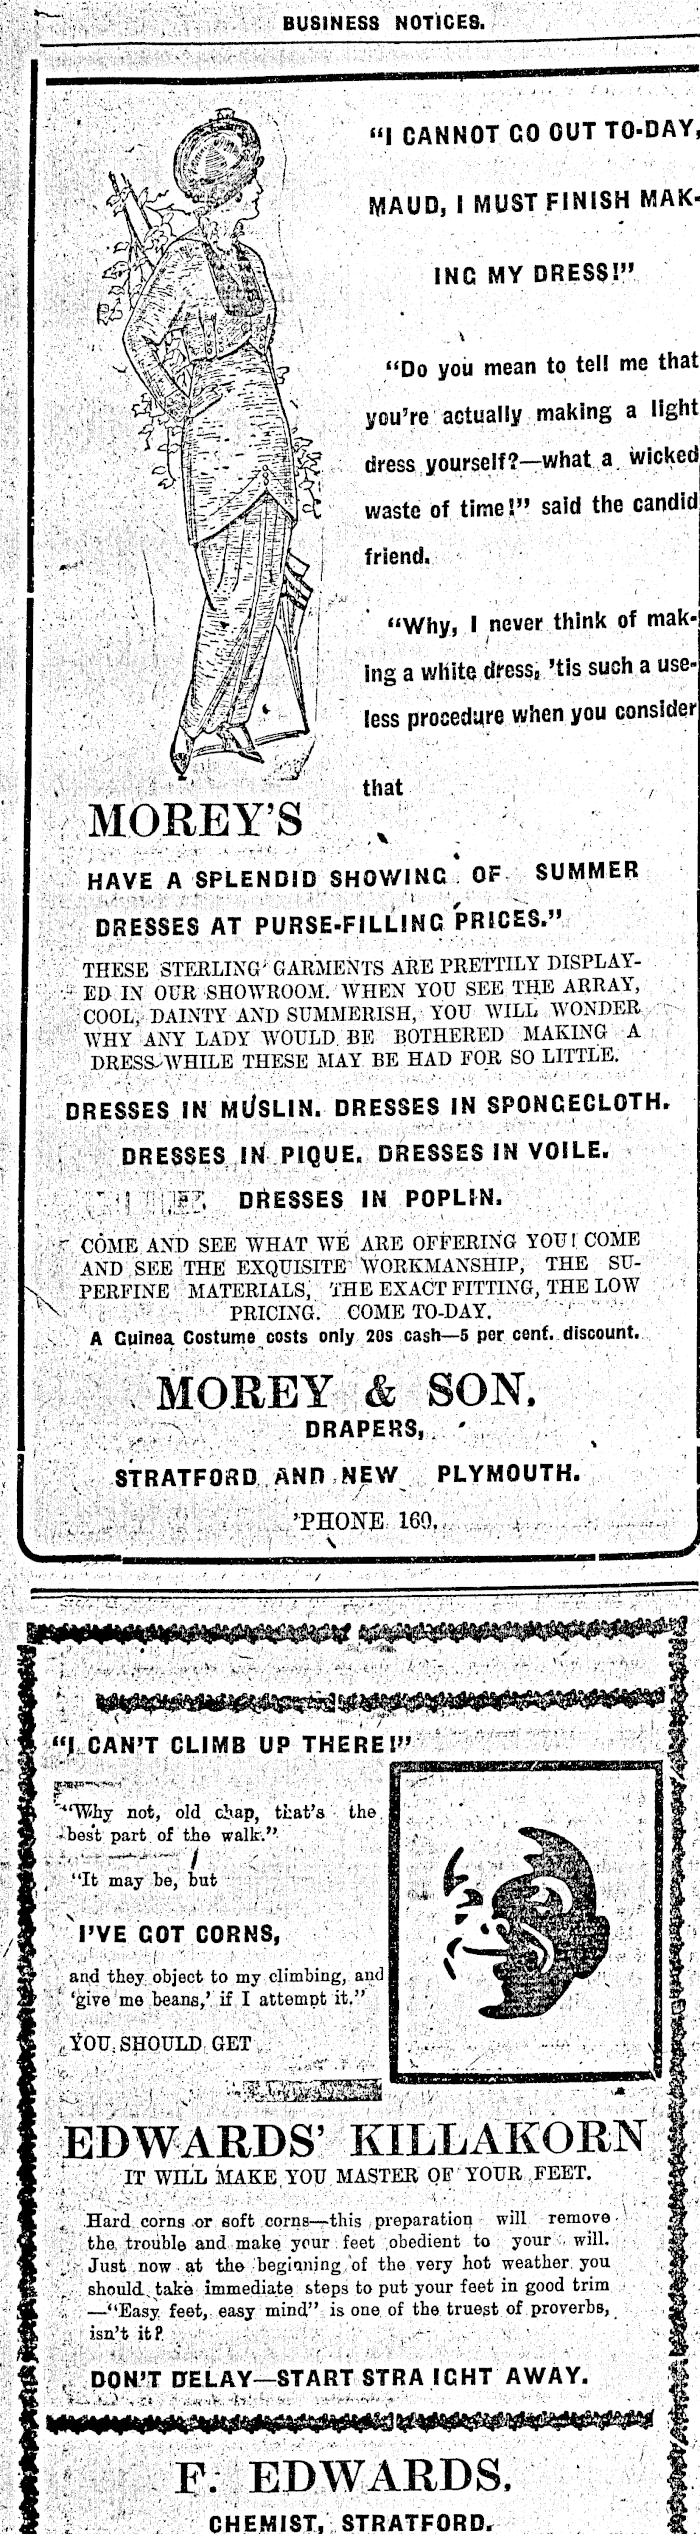 BUSINESS NOTICES.
"I CANNOT GO OUT TO-DAY,
MAUD, I MUST FINISH MAK-
ING MY DRESS!"
"Do you mean to tell me that
you're actually making a light
dress yourself?—what a wicked
waste of time!" said the candid
friend.
"Why, I never think of mak-
ing a white dress, 'tis such a use-
less procedure when you consider
that
MOREY'S
HAVE A SPLENDID SHOWING OF SUMMER
DRESSES AT PURSE-FILLING PRICES."
THESE STERLING GARMENTS ARE PRETTILY DISPLAY-
ED IN OUR SHOWROOM. WHEN YOU SEE THE ARRAY,
COOL, DAINTY AND SUMMERISH, YOU WILL WONDER
WHY ANY LADY WOULD BE BOTHERED MAKING A
DRESS WHILE THESE MAY BE HAD FOR SO LITTLE.
DRESSES IN MUSLIN. DRESSES IN SPONGECLOTH.
DRESSES IN PIQUE. DRESSES IN VOILE.
DRESSES IN POPLIN.
COME AND SEE WHAT WE ARE OFFERING YOU! COME
AND SEE THE EXQUISITE WORKMANSHIP, THE SU-
PERFINE MATERIALS, THE EXACT FITTING, THE LOW
PRICING. COME TO-DAY.
A Guinea Costume costs only 20s cash—5 per cent. discount.
MOREY & SON.
DRAPERS,
STRATFORD AND NEW PLYMOUTH.
'PHONE 160.
"I CAN'T CLIMB UP THERE!"
"Why not, old chap, that's the
best part of the walk."
"It may be, but
I'VE GOT CORNS,
and they object to my climbing, and
'give me beans,' if I attempt it."
YOU SHOULD GET
EDWARDS' KILLAKORN
IT WILL MAKE YOU MASTER OF YOUR FEET.
Hard corns or soft corns—this preparation will remove
the trouble and make your feet obedient to your will.
Just now at the beginning of the very hot weather you
should take immediate steps to put your feet in good trim
—"Easy feet, easy mind" is one of the truest of proverbs,
isn't it?
DON'T DELAY—START STRAIGHT AWAY.
F. EDWARDS.
CHEMIST, STRATFORD.